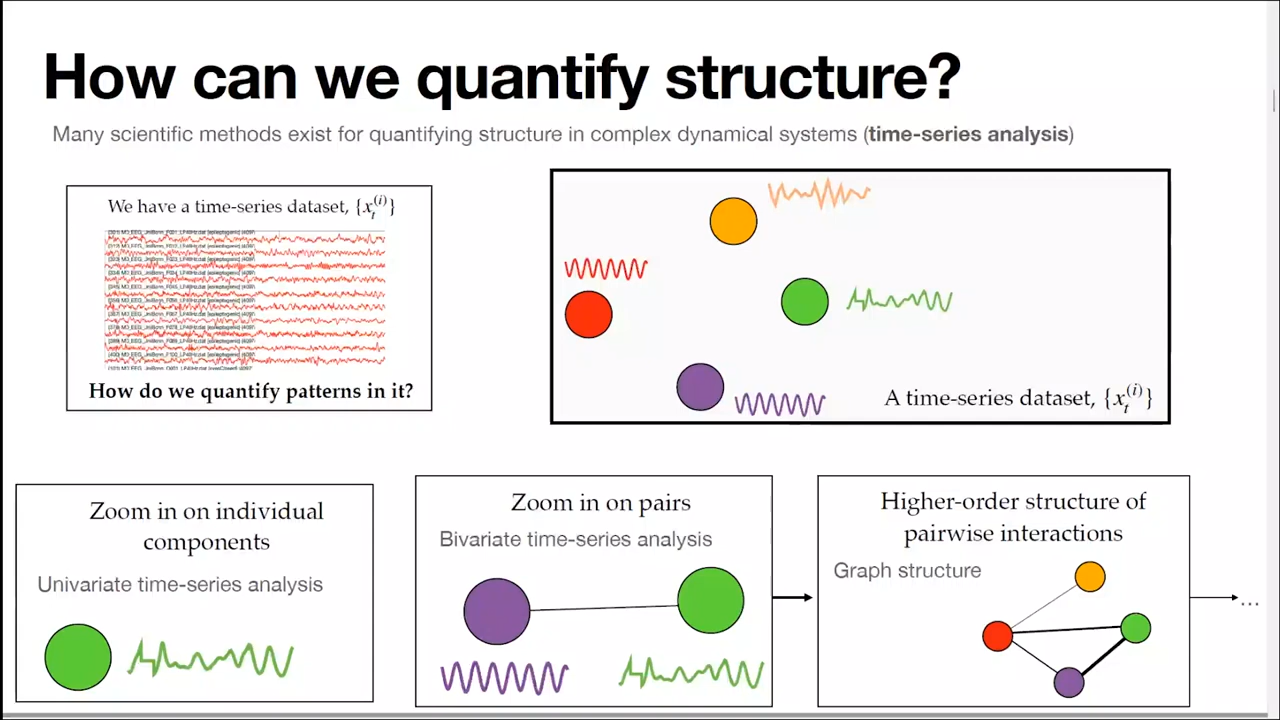 How can we quantify structure?
Many scientific methods exist for quantifying structure in complex dynamical systems (time-series analysis)
We have a time-series dataset, {x_t^(i)}
How do we quantify patterns in it?
A time-series dataset, {x_t^(i)}
Zoom in on individual
components
Univariate time-series analysis
Zoom in on pairs
Bivariate time-series analysis
Higher-order structure of
pairwise interactions
Graph structure
...